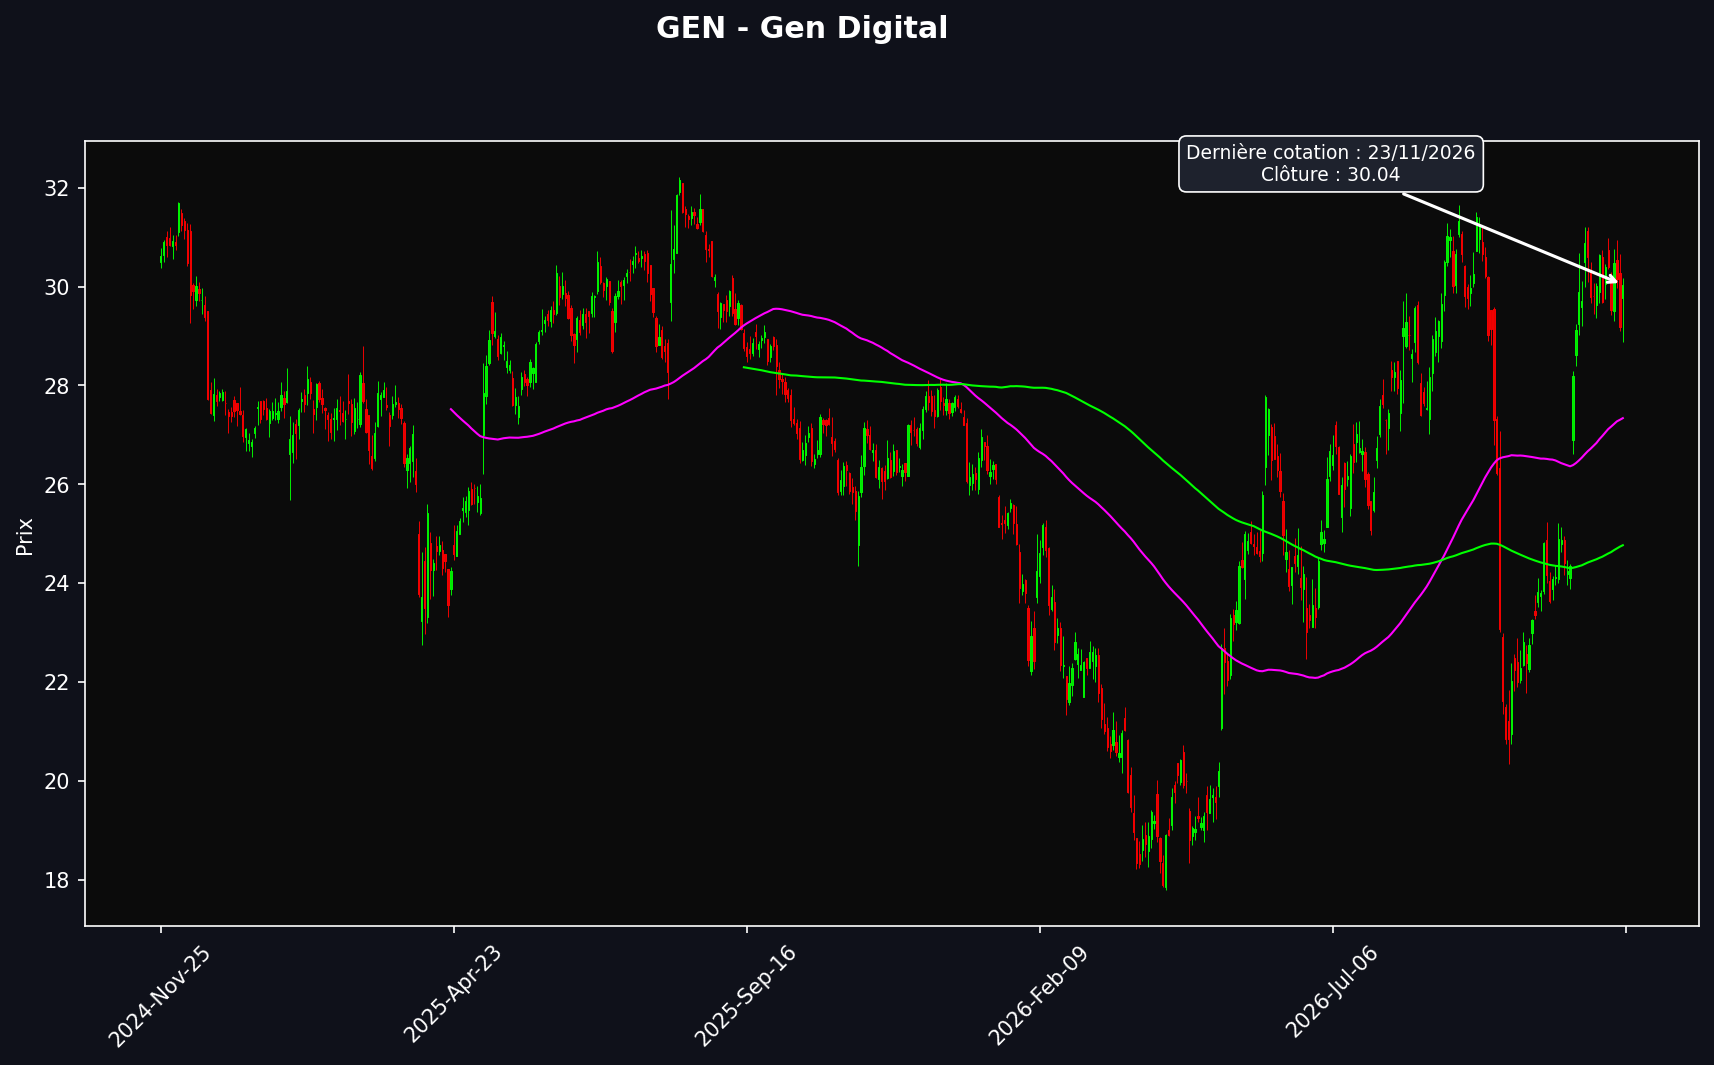 GEN - Gen Digital
Dernière cotation : 23/11/2026
Clôture : 30.04
32
30
28
26
24
22
20
18
Prix
2024-Nov-25
2025-Apr-23
2025-Sep-16
2026-Feb-09
2026-Jul-06